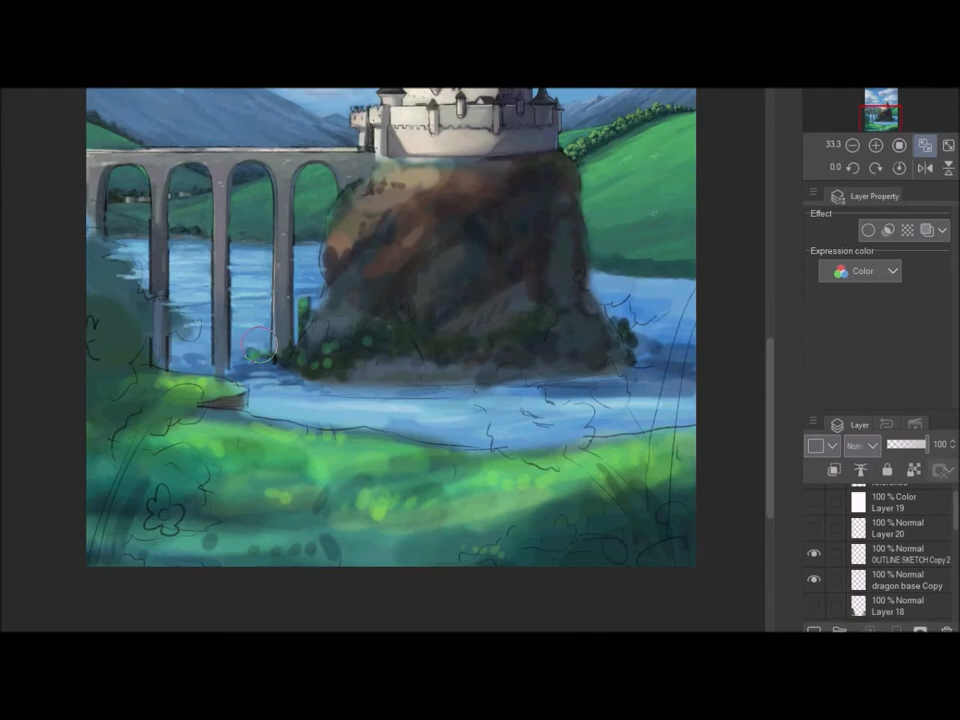 33.3
0.0
Layer Property
Effect
Expression color
Color
Layer
100
100 % Color
Layer 19
100 % Normal
Layer 20
100 % Normal
OUTLINE SKETCH Copy 2
100 % Normal
dragon base Copy
100 % Normal
Layer 18